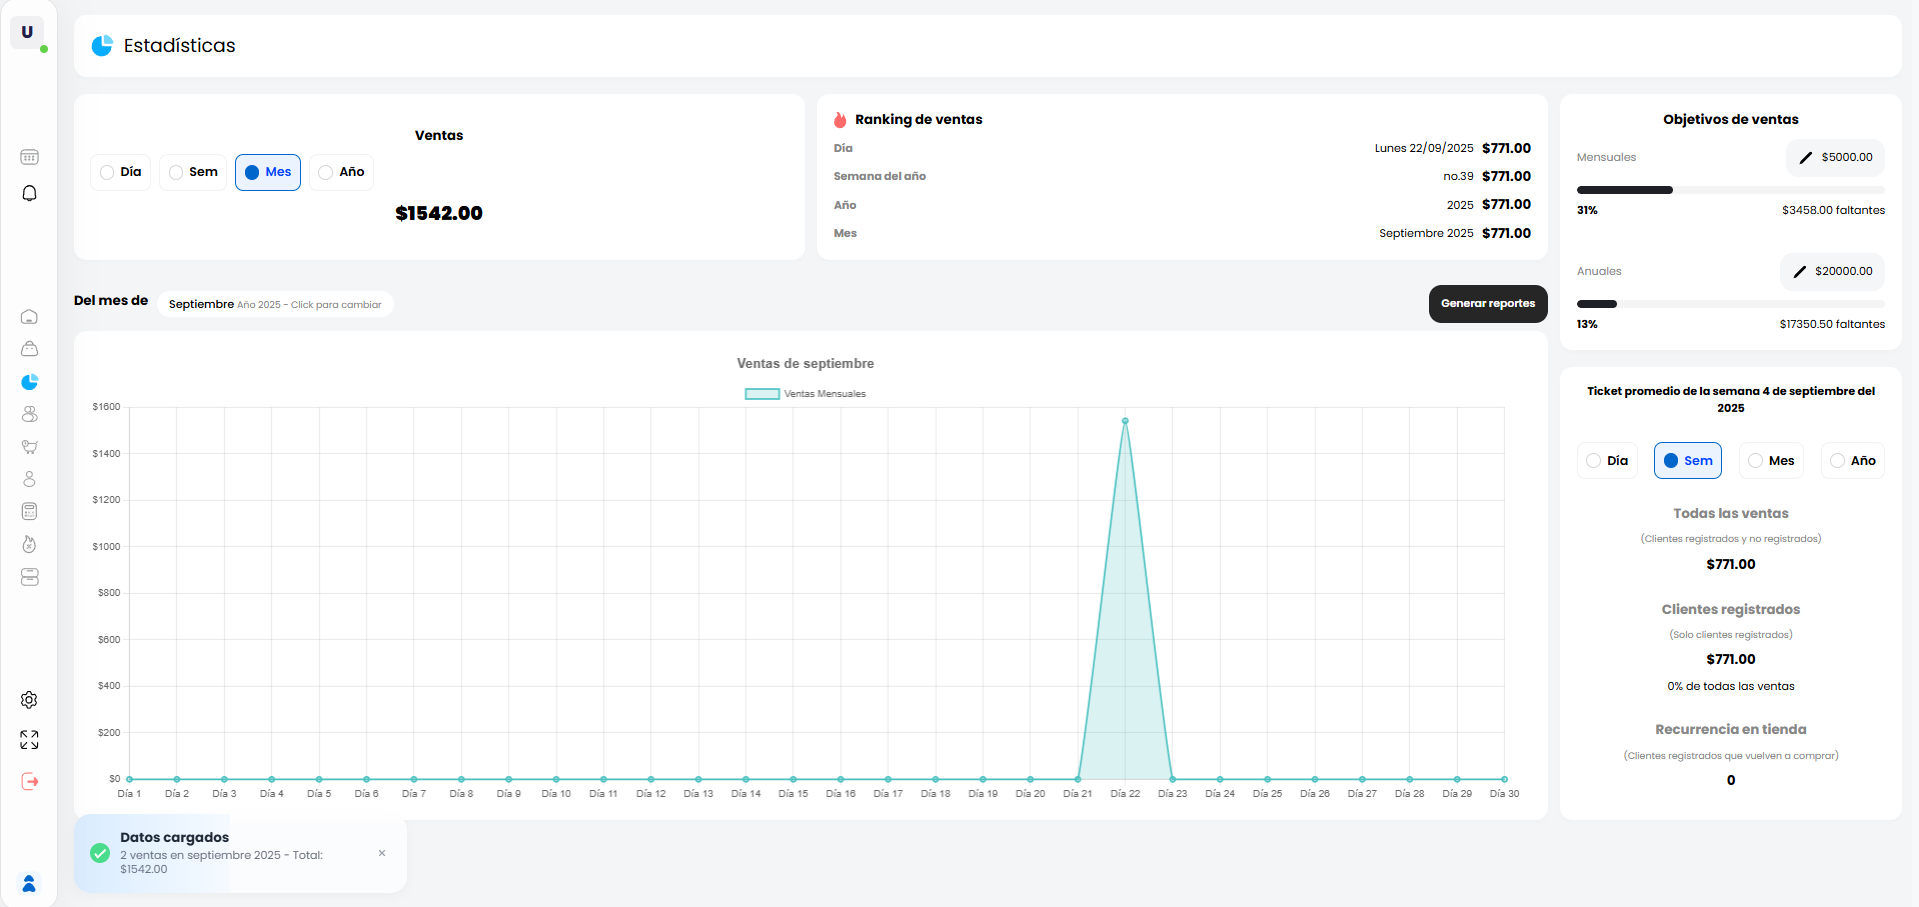 U
Estadísticas
Ventas
Día
Sem
Mes
Año
$1542.00
Ranking de ventas
Día Lunes 22/09/2025 $771.00
Semana del año no.39 $771.00
Año 2025 $771.00
Mes Septiembre 2025 $771.00
Objetivos de ventas
Mensuales $5000.00
31% $3458.00 faltantes
Anuales $20000.00
13% $17350.50 faltantes
Del mes de Septiembre Año 2025 - Click para cambiar
Generar reportes
Ventas de septiembre
Ventas Mensuales
$1600
$1400
$1200
$1000
$800
$600
$400
$200
$0
Día 1 Día 2 Día 3 Día 4 Día 5 Día 6 Día 7 Día 8 Día 9 Día 10 Día 11 Día 12 Día 13 Día 14 Día 15 Día 16 Día 17 Día 18 Día 19 Día 20 Día 21 Día 22 Día 23 Día 24 Día 25 Día 26 Día 27 Día 28 Día 29 Día 30
Ticket promedio de la semana 4 de septiembre del
2025
Día
Sem
Mes
Año
Todas las ventas
(Clientes registrados y no registrados)
$771.00
Clientes registrados
(Solo clientes registrados)
$771.00
0% de todas las ventas
Recurrencia en tienda
(Clientes registrados que vuelven a comprar)
0
Datos cargados
2 ventas en septiembre 2025 - Total:
$1542.00
×